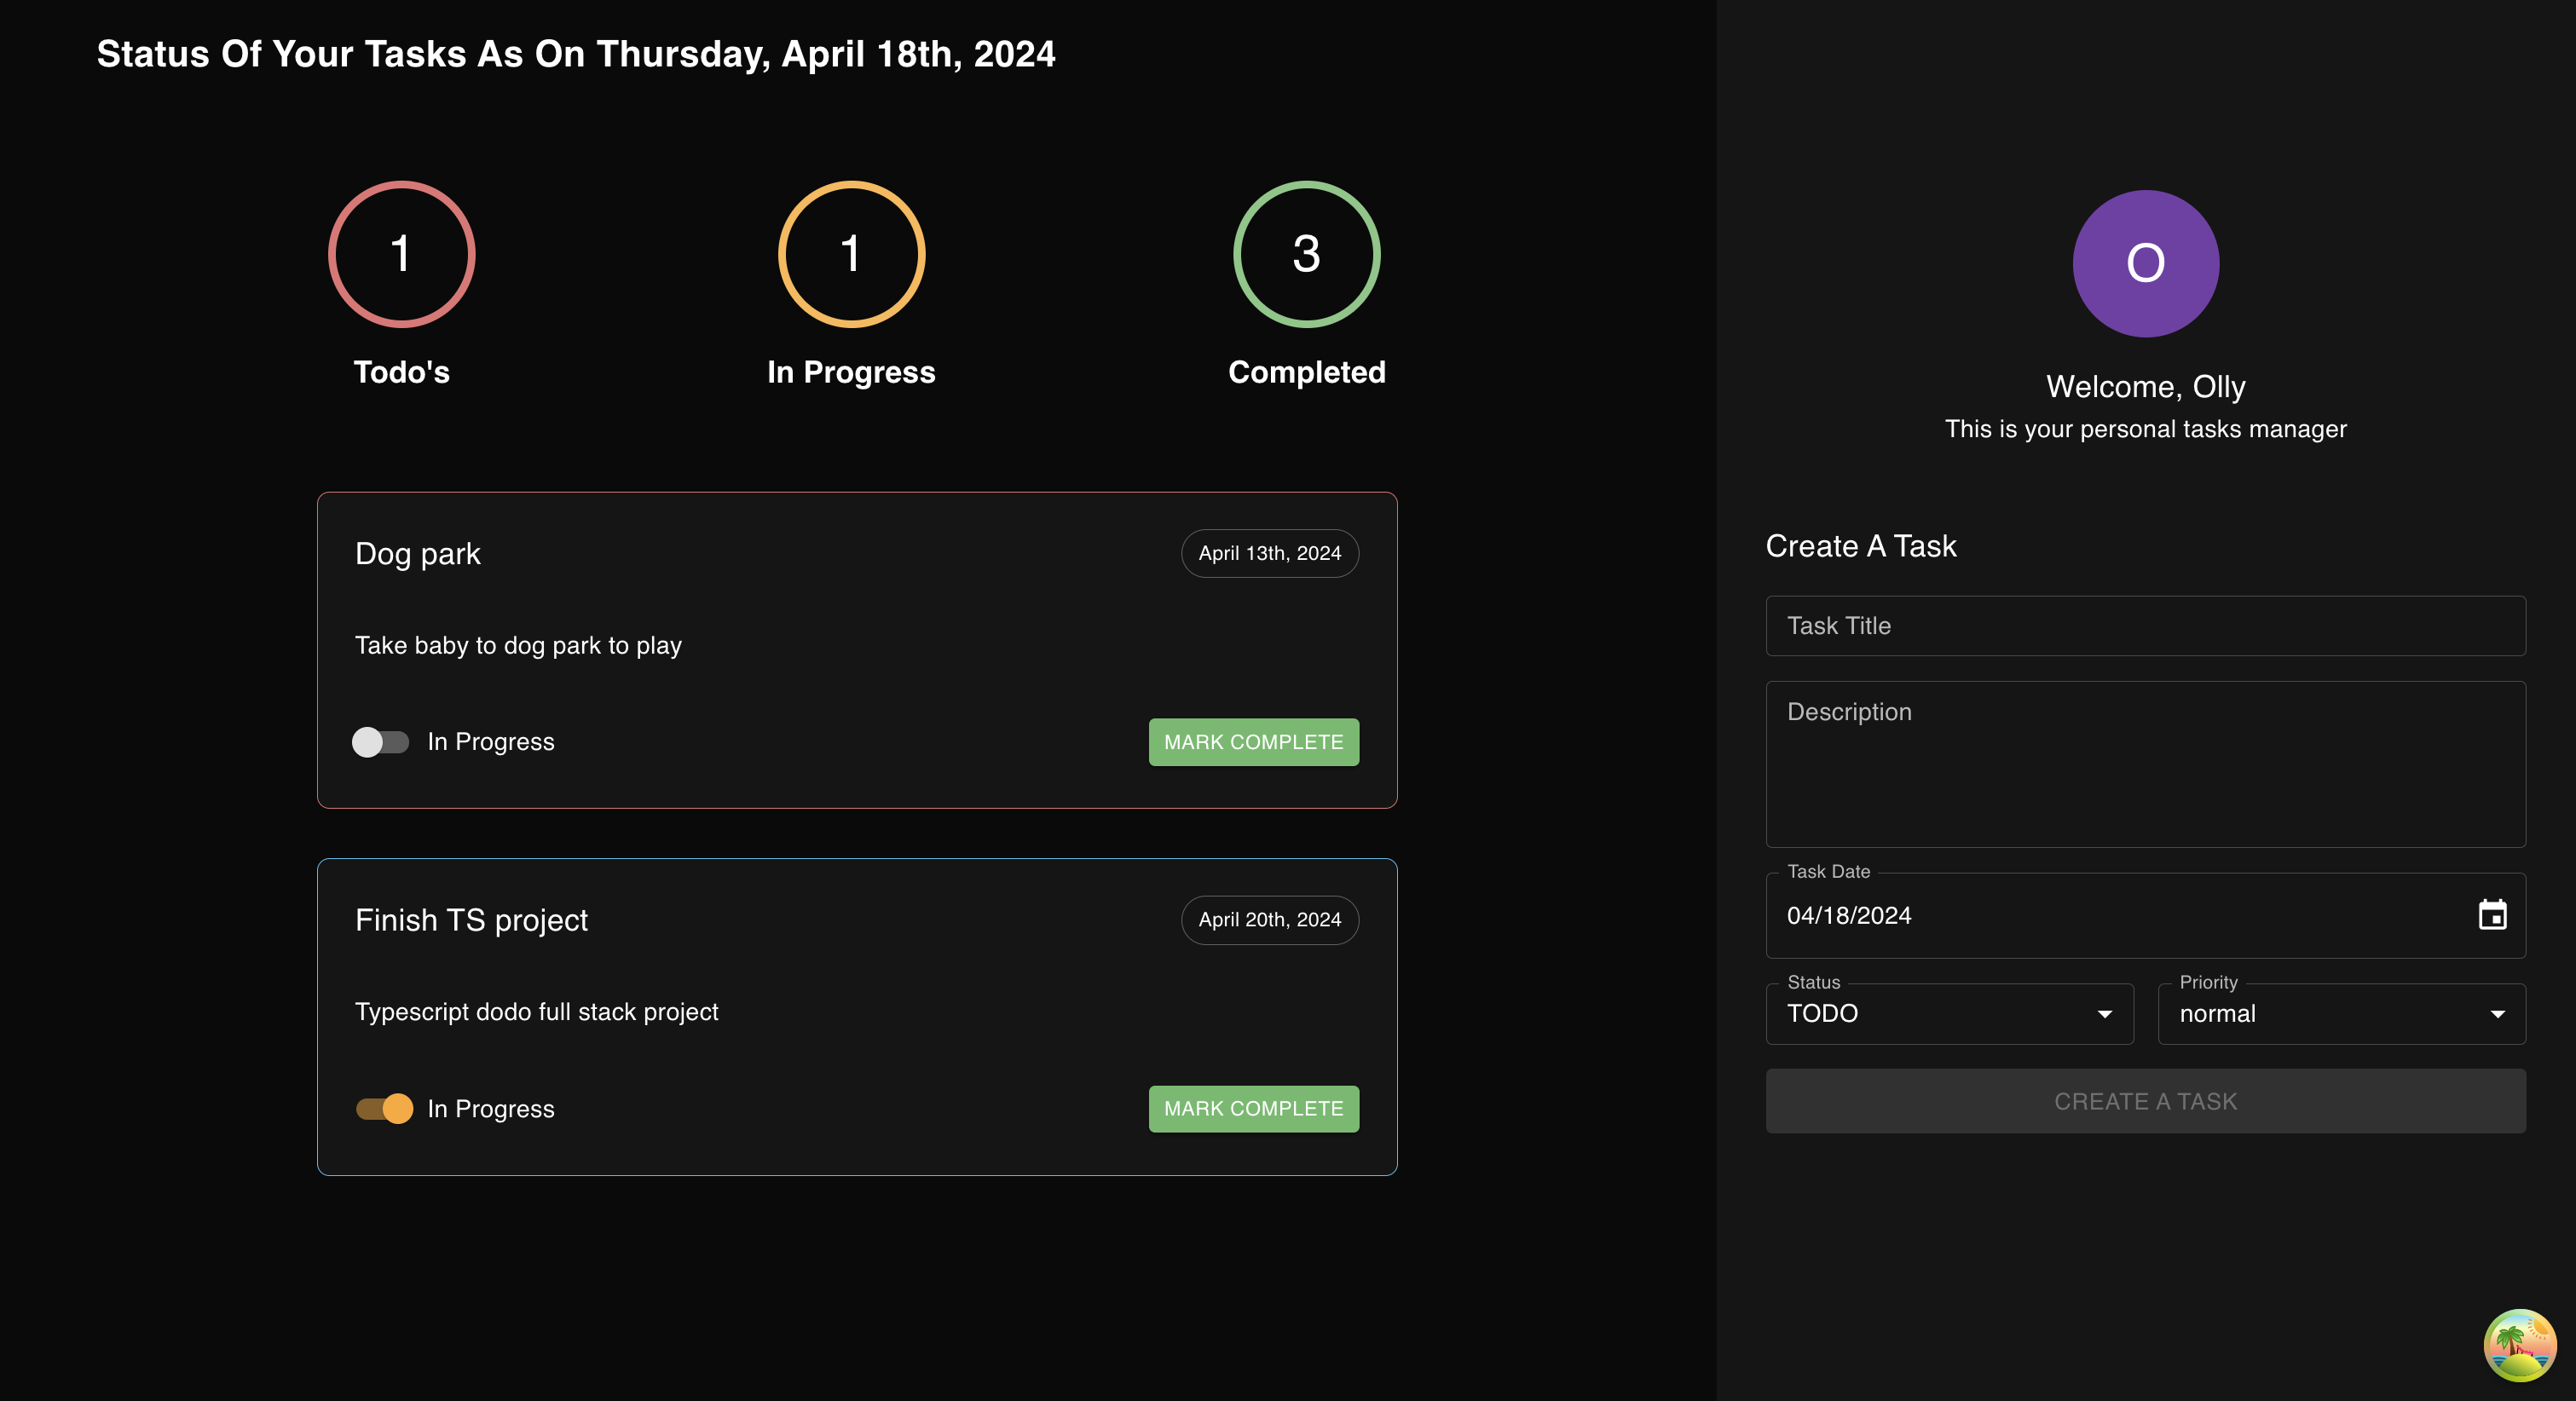 Status Of Your Tasks As On Thursday, April 18th, 2024
1
Todo's
1
In Progress
3
Completed
Dog park
April 13th, 2024
Take baby to dog park to play
In Progress
MARK COMPLETE
Finish TS project
April 20th, 2024
Typescript dodo full stack project
In Progress
MARK COMPLETE
O
Welcome, Olly
This is your personal tasks manager
Create A Task
Task Title
Description
Task Date
04/18/2024
Status
TODO
Priority
normal
CREATE A TASK